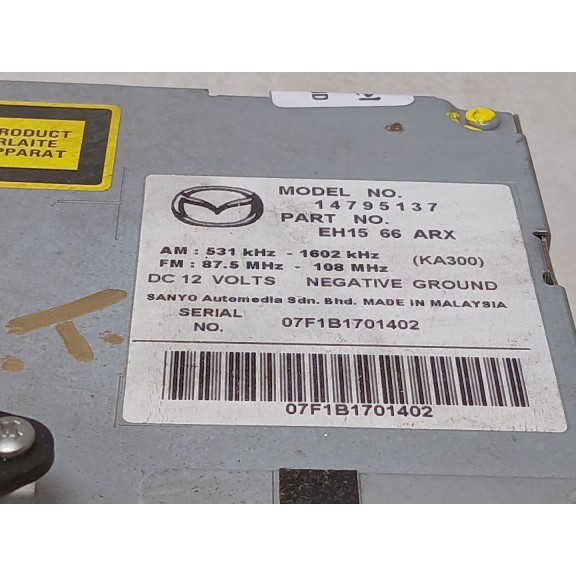 PRODUCT
RLAITE
APPARAT
MODEL NO.
14795137
PART NO.
EH15 66 ARX
AM : 531 kHz - 1602 kHz
(KA300)
FM : 87.5 MHz - 108 MHz
DC 12 VOLTS NEGATIVE GROUND
SANYO Automedia Sdn. Bhd. MADE IN MALAYSIA
SERIAL
NO. 07F1B1701402
07F1B1701402